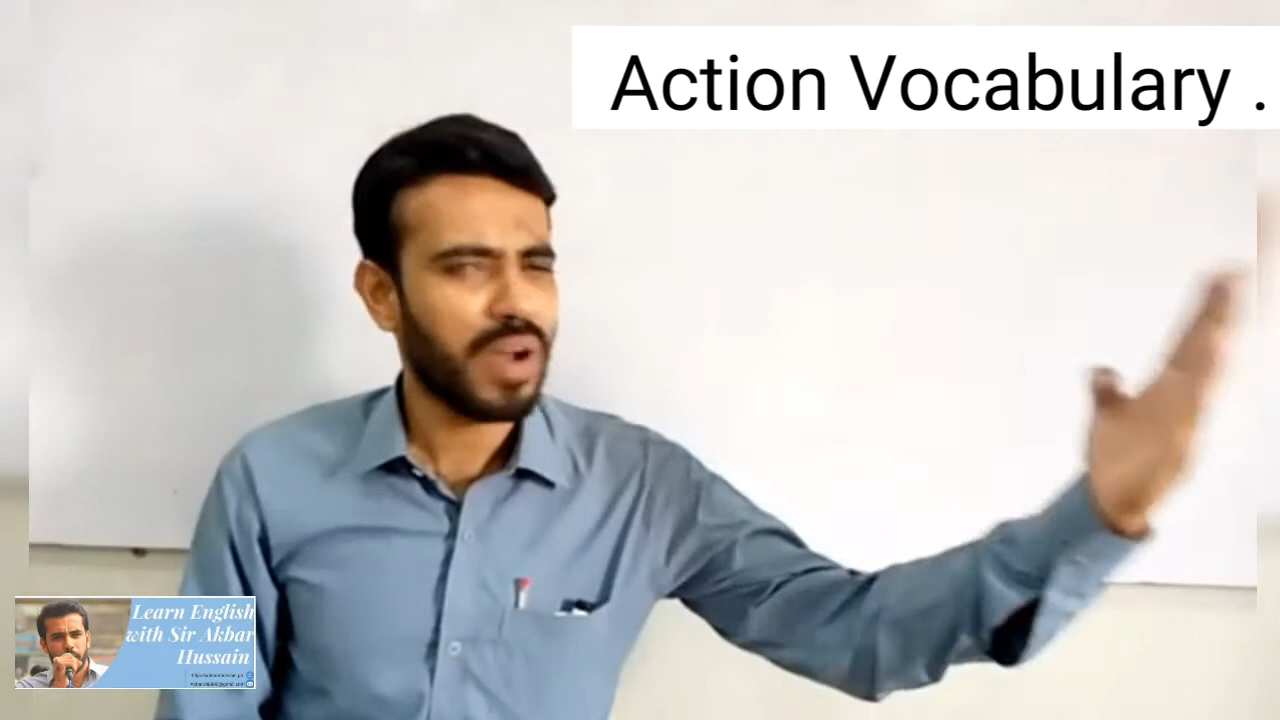 Action Vocabulary .
Learn English
with Sir Akbar
Hussain